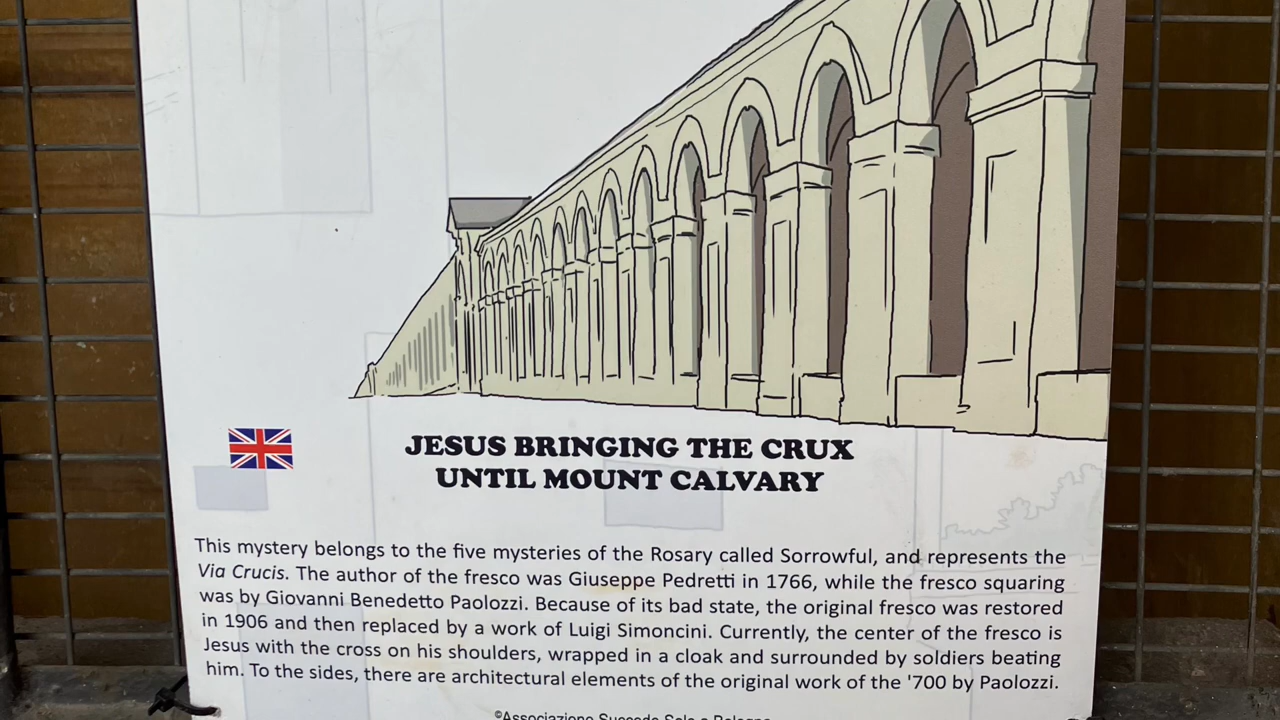 JESUS BRINGING THE CRUX
UNTIL MOUNT CALVARY
This mystery belongs to the five mysteries of the Rosary called Sorrowful, and represents the
Via Crucis. The author of the fresco was Giuseppe Pedretti in 1766, while the fresco squaring
was by Giovanni Benedetto Paolozzi. Because of its bad state, the original fresco was restored
in 1906 and then replaced by a work of Luigi Simoncini. Currently, the center of the fresco is
Jesus with the cross on his shoulders, wrapped in a cloak and surrounded by soldiers beating
him. To the sides, there are architectural elements of the original work of the '700 by Paolozzi.
©Associazione Succede Solo a Bologna